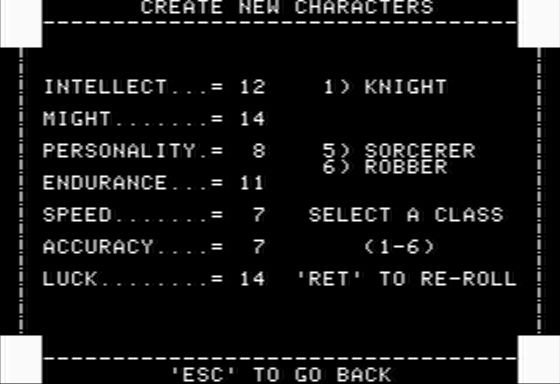 CREATE NEW CHARACTERS
INTELLECT...= 12 1) KNIGHT
MIGHT.......= 14
PERSONALITY.= 8 5) SORCERER
6) ROBBER
ENDURANCE...= 11
SPEED.......= 7 SELECT A CLASS
ACCURACY....= 7 (1-6)
LUCK........= 14 'RET' TO RE-ROLL
'ESC' TO GO BACK